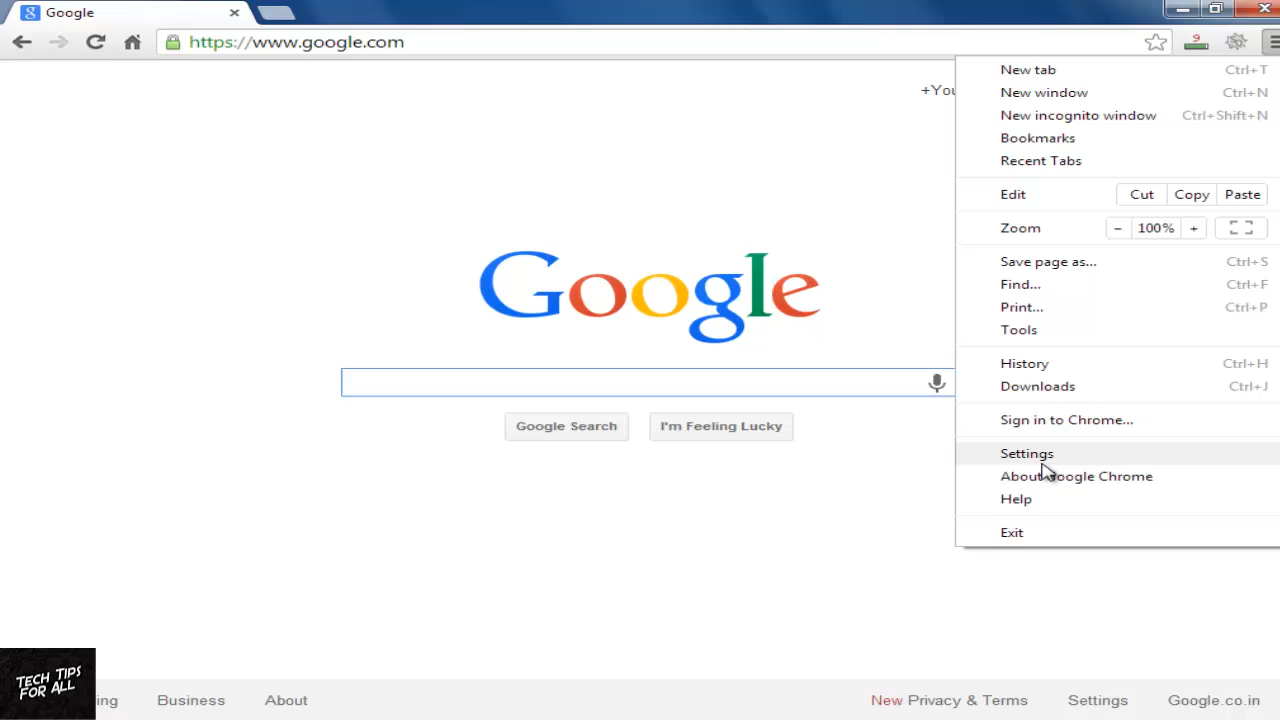 Google
https://www.google.com
9
+You
New tab Ctrl+T
New window Ctrl+N
New incognito window Ctrl+Shift+N
Bookmarks
Recent Tabs
Edit Cut Copy Paste
Zoom − 100% +
Save page as... Ctrl+S
Find... Ctrl+F
Print... Ctrl+P
Tools
History Ctrl+H
Downloads Ctrl+J
Sign in to Chrome...
Settings
About Google Chrome
Help
Exit
Google
Google Search I'm Feeling Lucky
TECH TIPS
FOR ALL
ing Business About New Privacy & Terms Settings Google.co.in